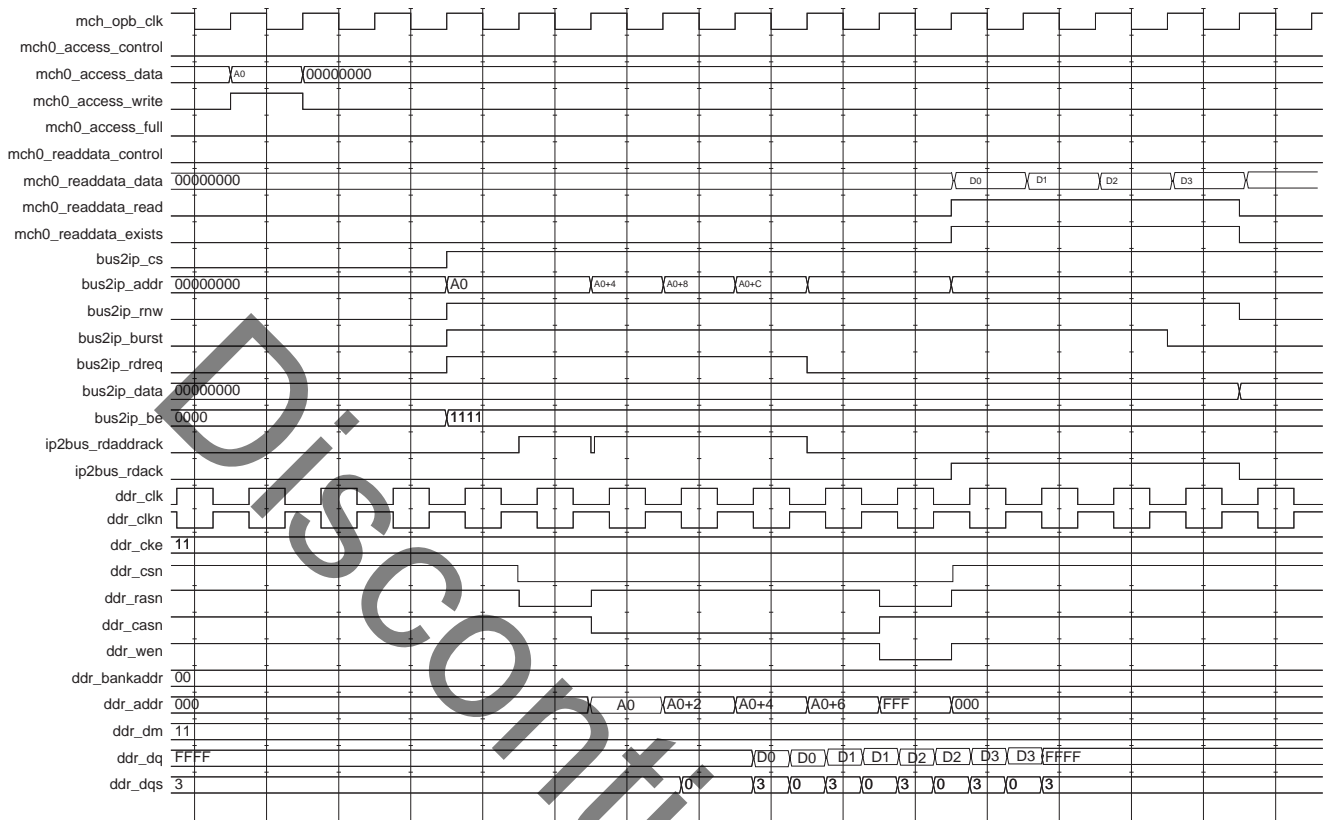 mch_opb_clk
mch0_access_control
mch0_access_data A0 00000000
mch0_access_write
mch0_access_full
mch0_readdata_control
mch0_readdata_data 00000000 D0 D1 D2 D3
mch0_readdata_read
mch0_readdata_exists
bus2ip_cs
bus2ip_addr 00000000 A0 A0+4 A0+8 A0+C
bus2ip_rnw
bus2ip_burst
bus2ip_rdreq
bus2ip_data 00000000
bus2ip_be 0000 1111
ip2bus_rdaddrack
ip2bus_rdack
ddr_clk
ddr_clkn
ddr_cke 11
ddr_csn
ddr_rasn
ddr_casn
ddr_wen
ddr_bankaddr 00
ddr_addr 000 A0 A0+2 A0+4 A0+6 FFF 000
ddr_dm 11
ddr_dq FFFF D0 D0 D1 D1 D2 D2 D3 D3 FFFF
ddr_dqs 3 0 3 0 3 0 3 0 3 0 3
Disconti